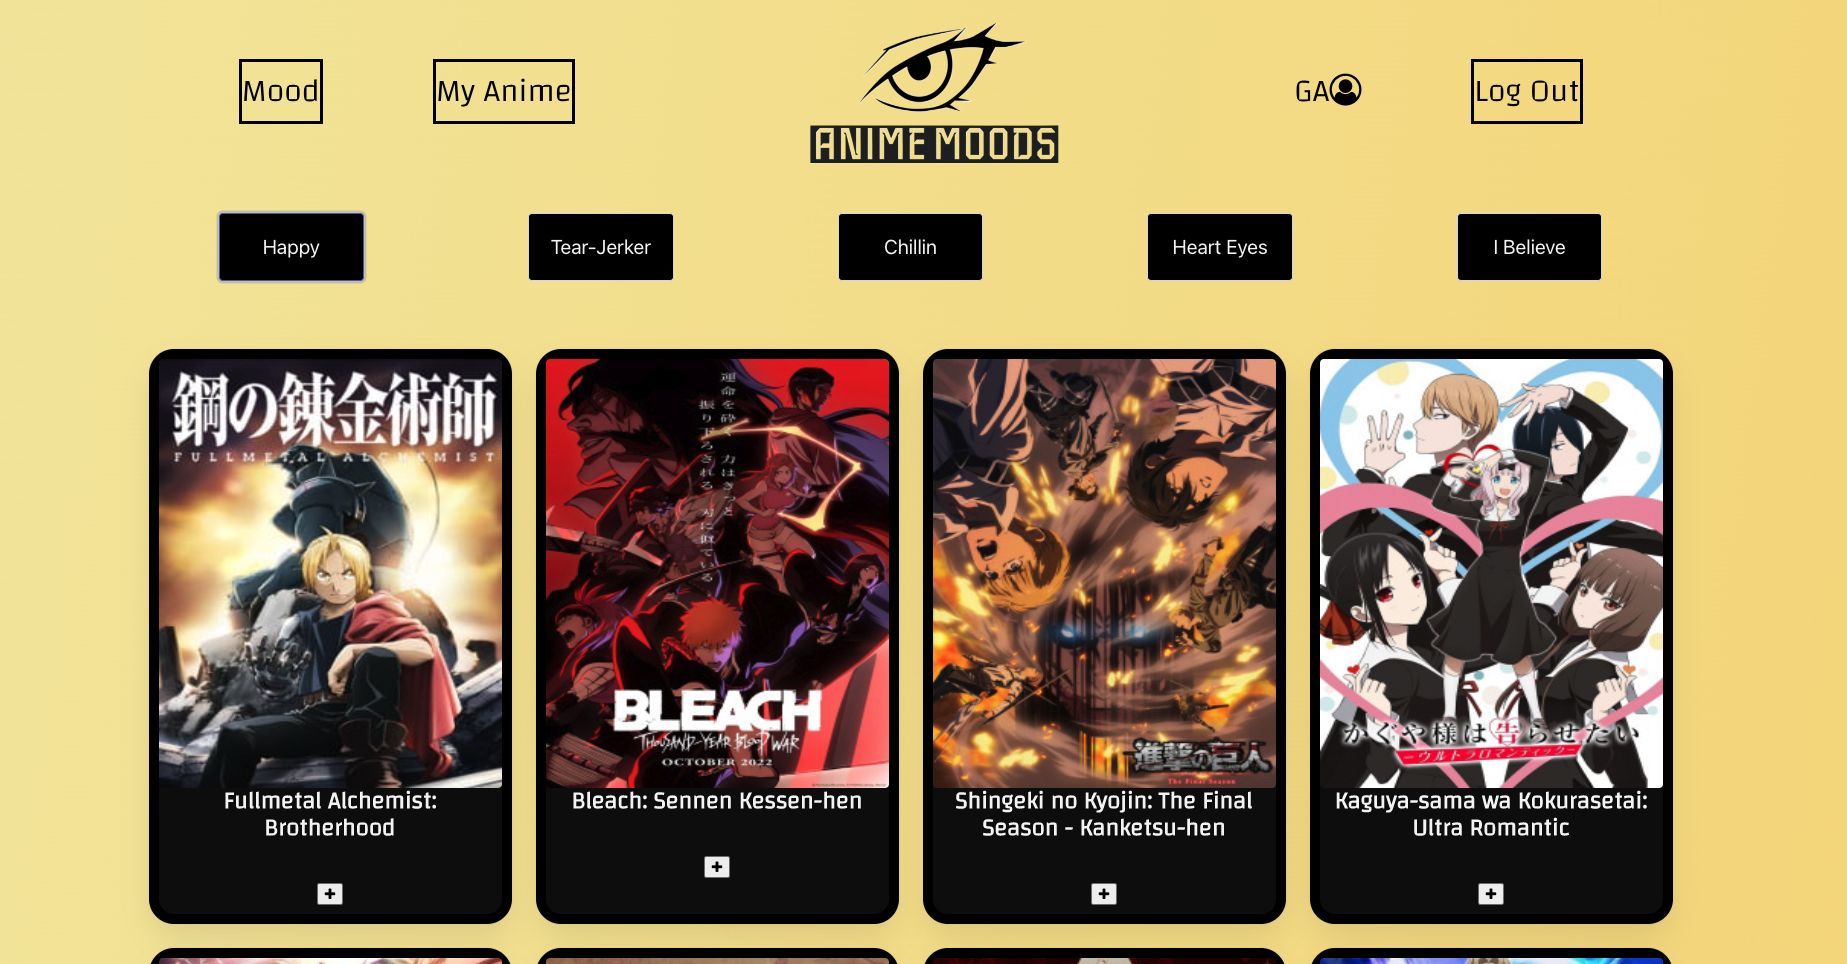 Mood
My Anime
ANIME MOODS
GA
Log Out
Happy
Tear-Jerker
Chillin
Heart Eyes
I Believe
鋼の錬金術師
FULLMETAL ALCHEMIST
Fullmetal Alchemist:
Brotherhood
+
運命を砕く 力はきっと
振り下ろされる 刃に似ている
BLEACH
THOUSAND-YEAR BLOOD WAR
OCTOBER 2022
Bleach: Sennen Kessen-hen
+
進撃の巨人
The Final Season
Shingeki no Kyojin: The Final
Season - Kanketsu-hen
+
かぐや様は告らせたい
ーウルトラロマンティックー
Kaguya-sama wa Kokurasetai:
Ultra Romantic
+